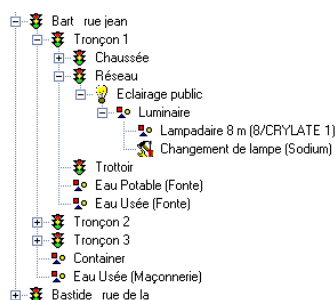 Bart rue jean
Tronçon 1
Chaussée
Réseau
Eclairage public
Luminaire
Lampadaire 8 m (8/CRYLATE 1)
Changement de lampe (Sodium)
Trottoir
Eau Potable (Fonte)
Eau Usée (Fonte)
Tronçon 2
Tronçon 3
Container
Eau Usée (Maçonnerie)
Bastide rue de la